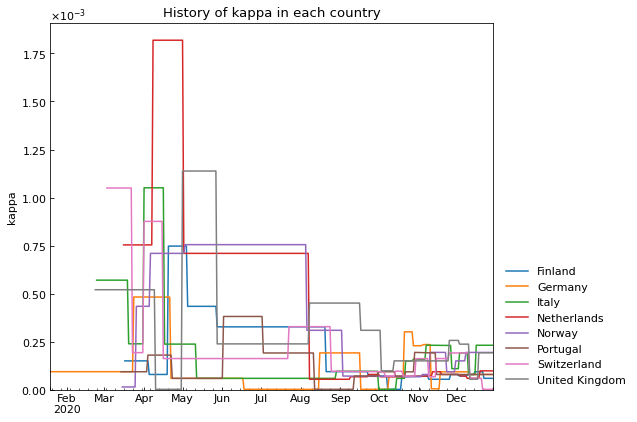 History of kappa in each country
×10⁻³
1.75
1.50
1.25
1.00
0.75
0.50
0.25
0.00
kappa
Feb Mar Apr May Jun Jul Aug Sep Oct Nov Dec
2020
Finland
Germany
Italy
Netherlands
Norway
Portugal
Switzerland
United Kingdom